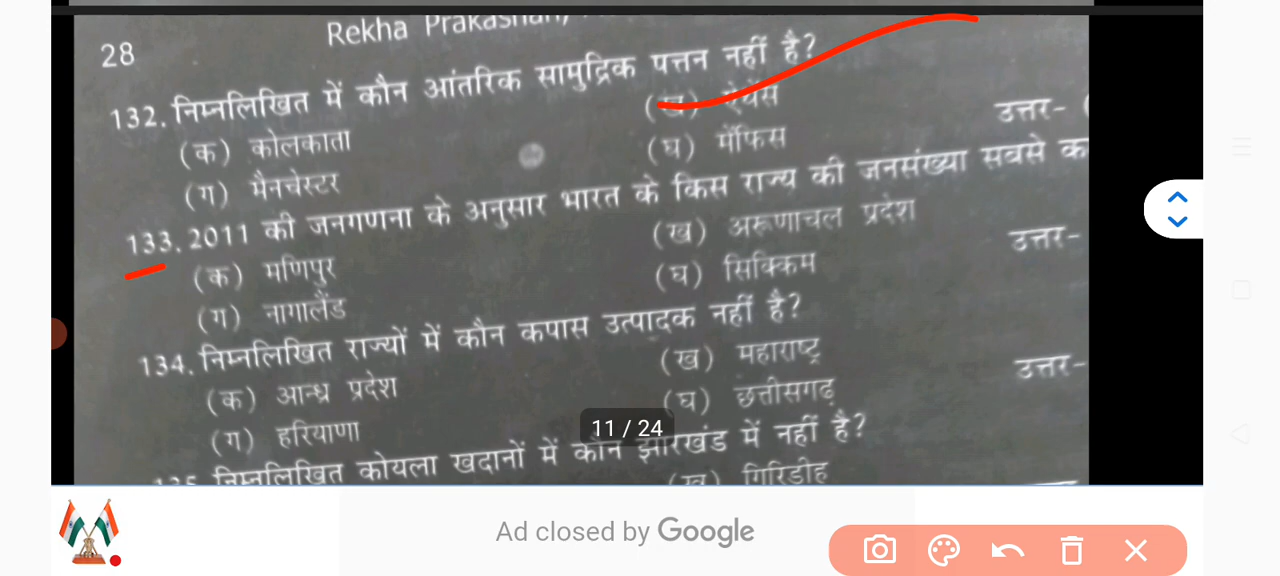 28
Rekha Prakashan,
132. निम्नलिखित में कौन आंतरिक सामुद्रिक पत्तन नहीं है?
(क) कोलकाता (ख) ऐथेंस
(ग) मैनचेस्टर (घ) मेंफिस उत्तर- (
133. 2011 की जनगणना के अनुसार भारत के किस राज्य की जनसंख्या सबसे क
(क) मणिपुर (ख) अरूणाचल प्रदेश
(ग) नागालैंड (घ) सिक्किम उत्तर-
134. निम्नलिखित राज्यों में कौन कपास उत्पादक नहीं है?
(क) आन्ध्र प्रदेश (ख) महाराष्ट्र
(ग) हरियाणा (घ) छत्तीसगढ़ उत्तर-
11 / 24
निम्नलिखित कोयला खदानों में कौन झारखंड में नहीं है?
(ख) गिरिडीह
Ad closed by Google